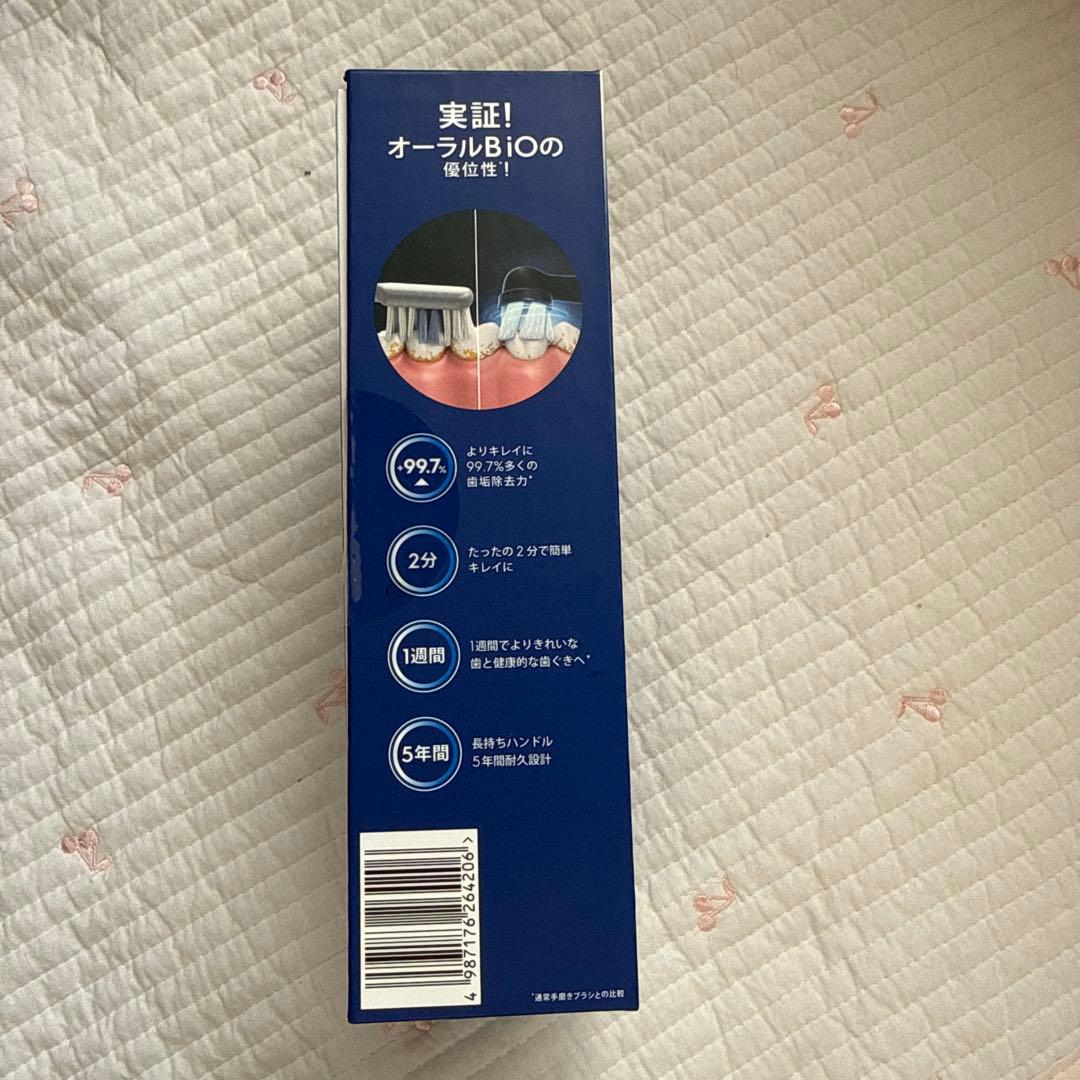 実証!
オーラルB iOの
優位性*!
+99.7%
よりキレイに
99.7%多くの
歯垢除去力*
2分
たったの2分で簡単
キレイに
1週間
1週間でよりきれいな
歯と健康的な歯ぐきへ*
5年間
長持ちハンドル
5年間耐久設計
4 987176 264206 >
*通常手磨きブラシとの比較